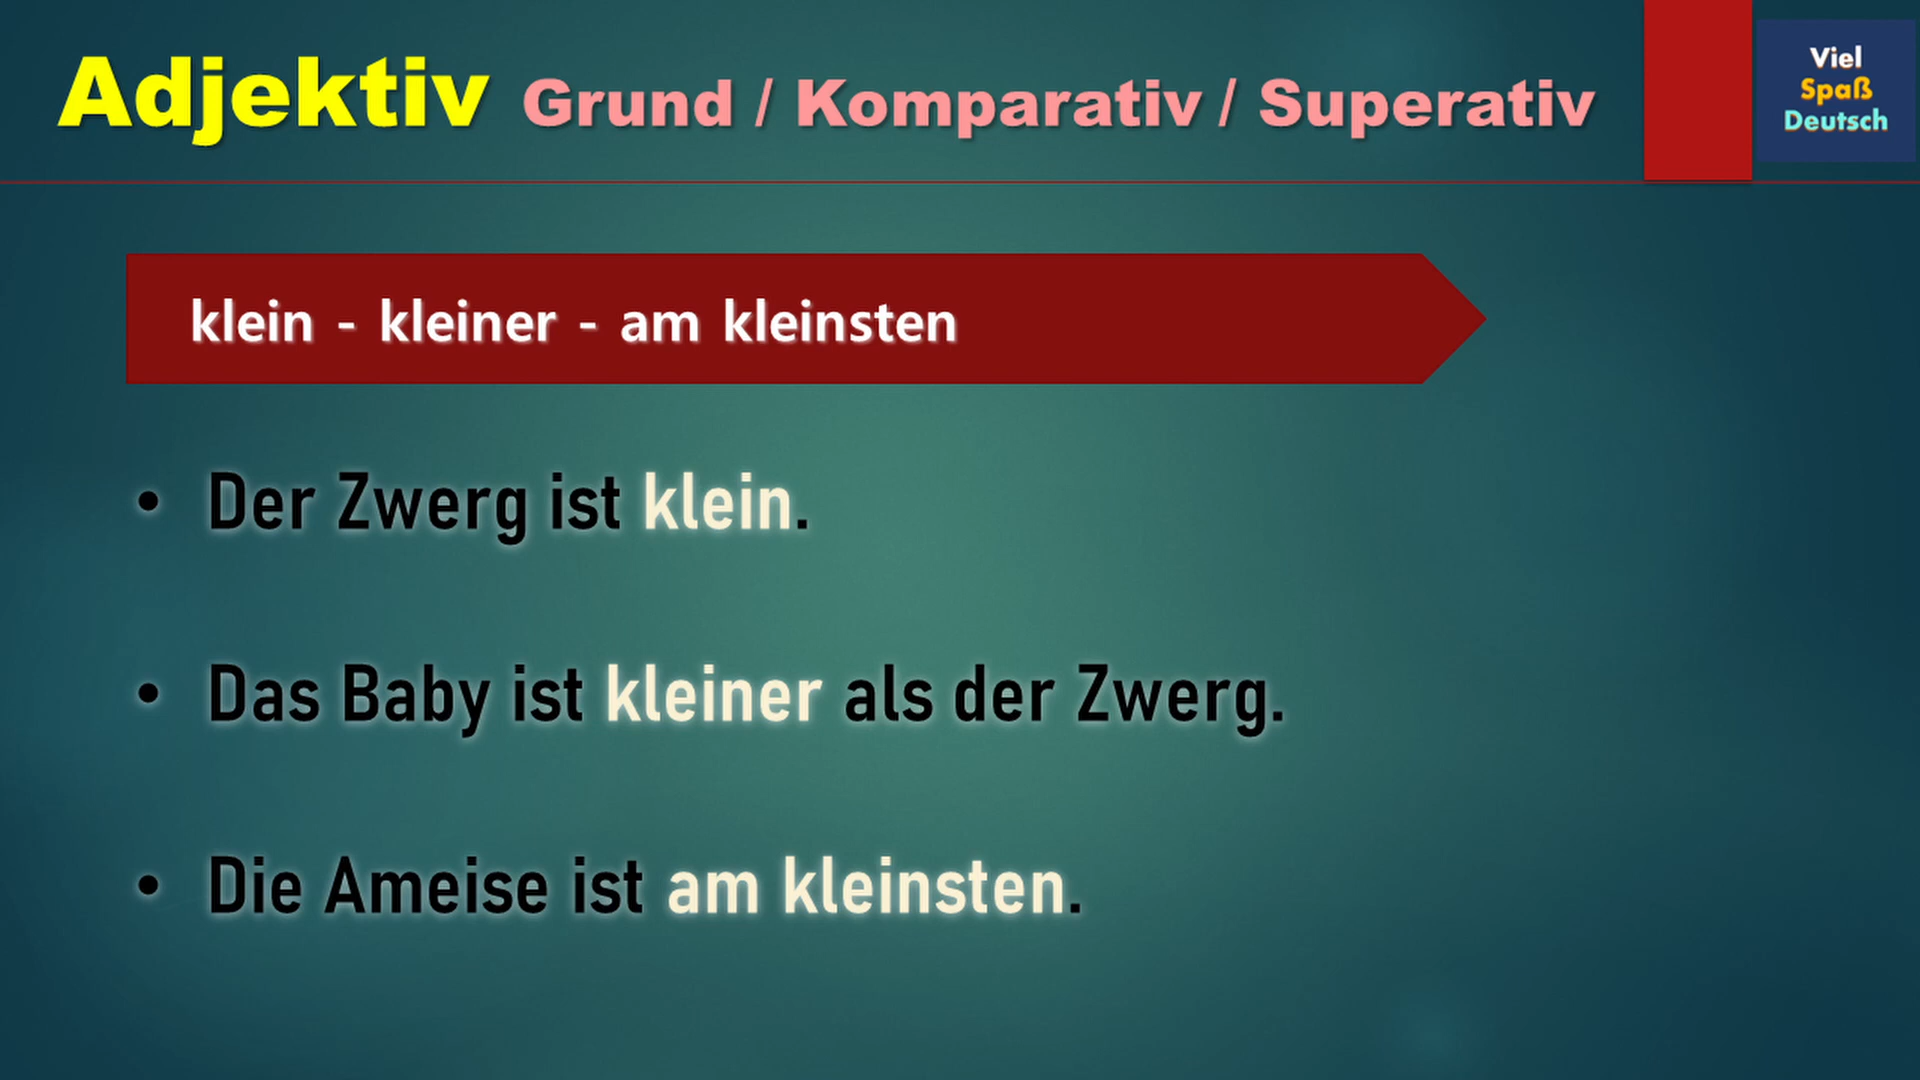 Adjektiv Grund / Komparativ / Superativ
Viel
Spaß
Deutsch
klein - kleiner - am kleinsten
• Der Zwerg ist klein.
• Das Baby ist kleiner als der Zwerg.
• Die Ameise ist am kleinsten.